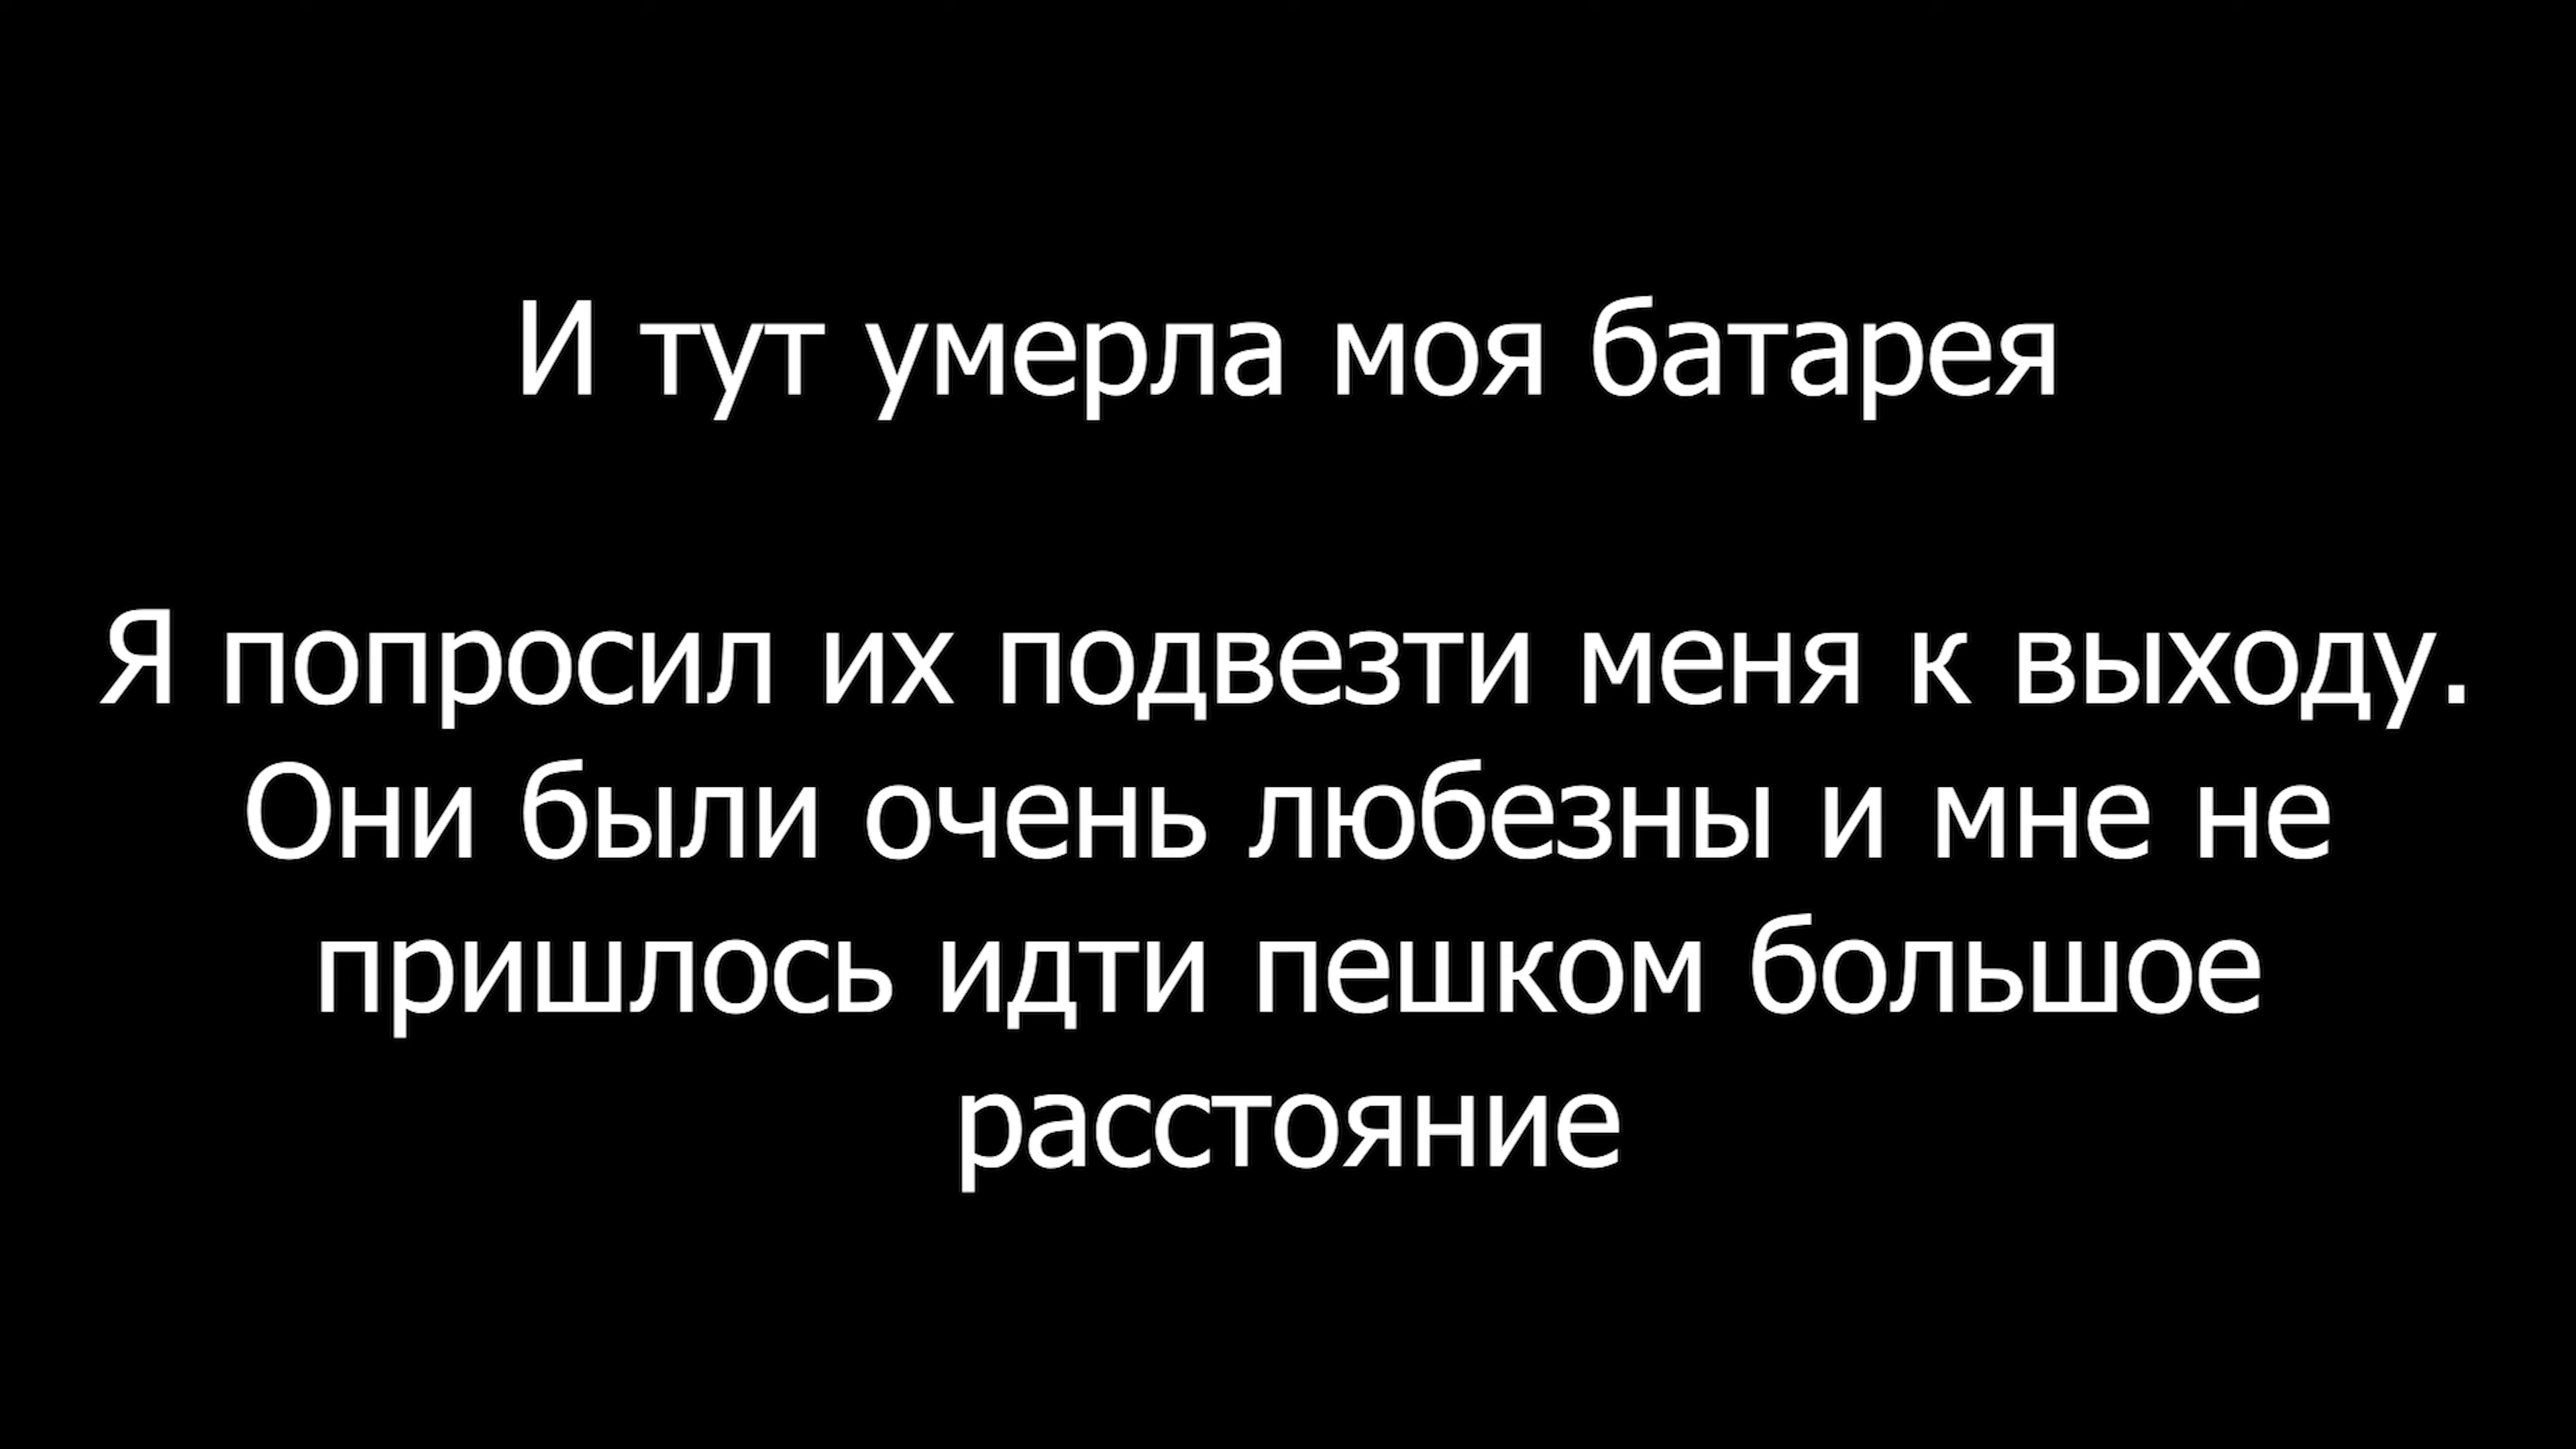 И тут умерла моя батарея
Я попросил их подвезти меня к выходу.
Они были очень любезны и мне не
пришлось идти пешком большое
расстояние